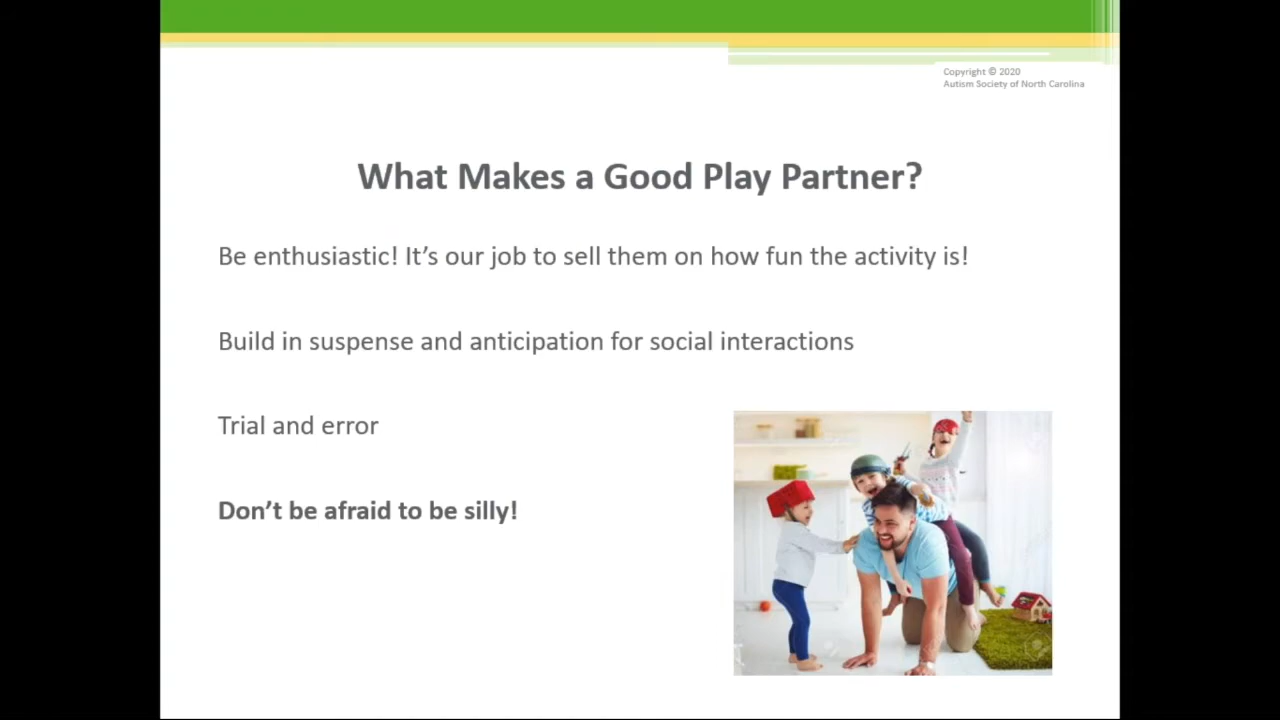 Copyright © 2020
Autism Society of North Carolina
What Makes a Good Play Partner?
Be enthusiastic! It’s our job to sell them on how fun the activity is!
Build in suspense and anticipation for social interactions
Trial and error
Don’t be afraid to be silly!